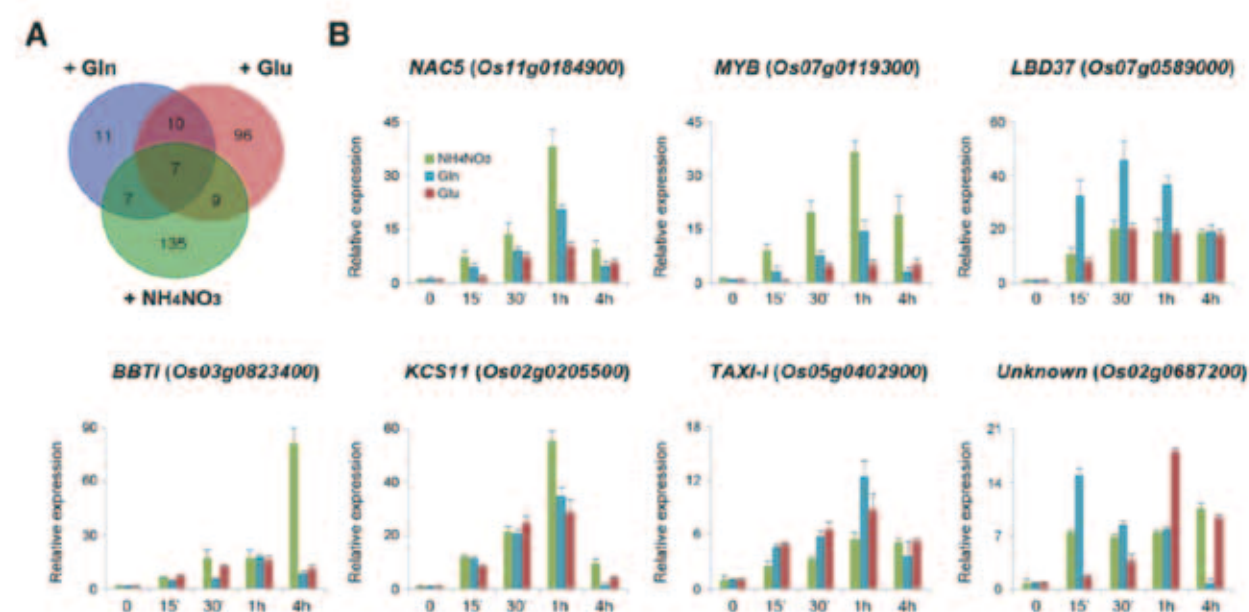 A
+ Gln
+ Glu
11
10
96
7
7
9
135
+ NH4NO3
B
NAC5 (Os11g0184900)
Relative expression
45
30
15
0
NH4NO3
Gln
Glu
0 15' 30' 1h 4h
MYB (Os07g0119300)
Relative expression
45
30
15
0
0 15' 30' 1h 4h
LBD37 (Os07g0589000)
Relative expression
60
40
20
0
0 15' 30' 1h 4h
BBTI (Os03g0823400)
Relative expression
90
60
30
0
0 15' 30' 1h 4h
KCS11 (Os02g0205500)
Relative expression
60
40
20
0
0 15' 30' 1h 4h
TAXI-I (Os05g0402900)
Relative expression
18
12
6
0
0 15' 30' 1h 4h
Unknown (Os02g0687200)
Relative expression
21
14
7
0
0 15' 30' 1h 4h